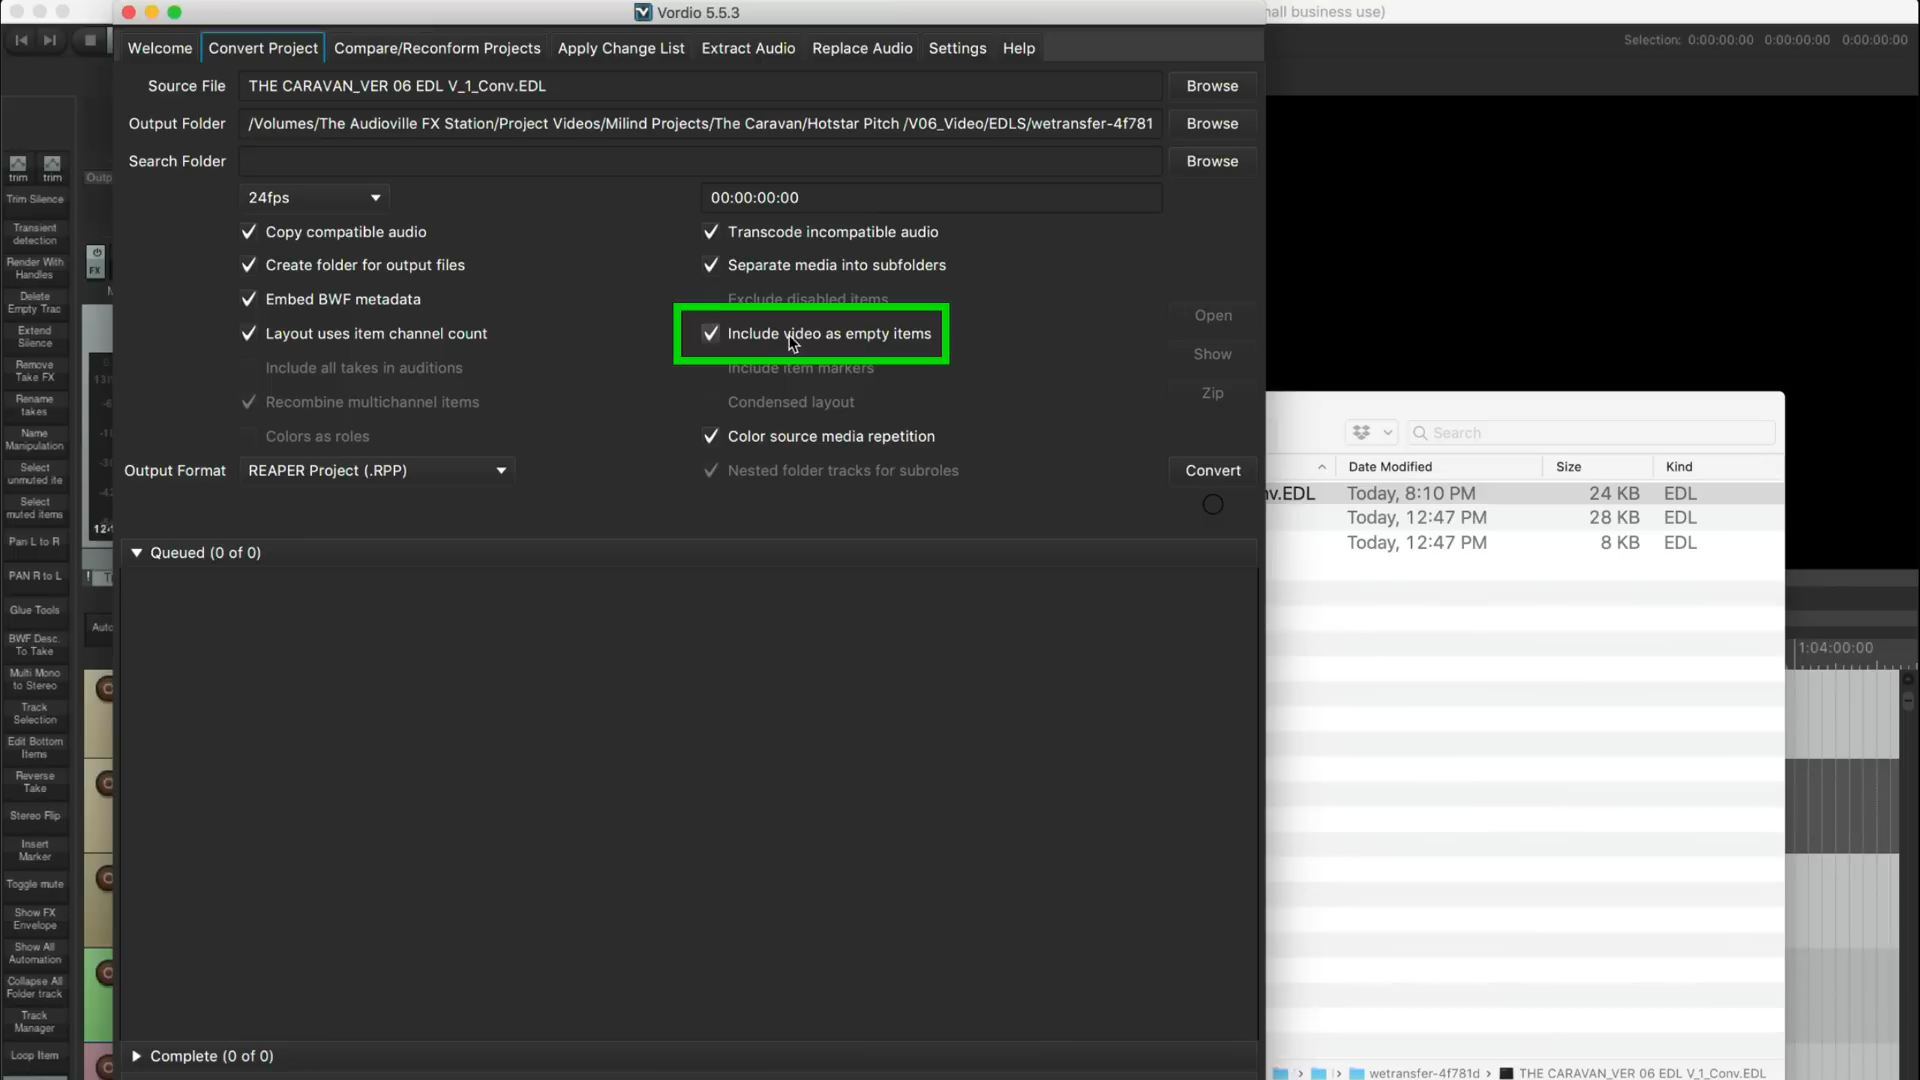 Vordio 5.5.3
nall business use)
Selection: 0:00:00:00 0:00:00:00 0:00:00:00
Welcome
Convert Project
Compare/Reconform Projects
Apply Change List
Extract Audio
Replace Audio
Settings
Help
Source File
THE CARAVAN_VER 06 EDL V_1_Conv.EDL
Browse
Output Folder
/Volumes/The Audioville FX Station/Project Videos/Milind Projects/The Caravan/Hotstar Pitch /V06_Video/EDLS/wetransfer-4f781
Browse
Search Folder
Browse
24fps
00:00:00:00
Copy compatible audio
Transcode incompatible audio
Create folder for output files
Separate media into subfolders
Embed BWF metadata
Exclude disabled items
Layout uses item channel count
Include video as empty items
Include all takes in auditions
Include item markers
Recombine multichannel items
Condensed layout
Colors as roles
Color source media repetition
Output Format
REAPER Project (.RPP)
Nested folder tracks for subroles
Open
Show
Zip
Convert
Queued (0 of 0)
Complete (0 of 0)
trim
trim
Outp
Trim Silence
Transient
detection
Render With
Handles
Delete
Empty Trac
Extend
Silence
Remove
Take FX
Rename
takes
Name
Manipulation
Select
unmuted ite
Select
muted items
Pan L to R
PAN R to L
Glue Tools
BWF Desc.
To Take
Multi Mono
to Stereo
Track
Selection
Edit Bottom
Items
Reverse
Take
Stereo Flip
Insert
Marker
Toggle mute
Show FX
Envelope
Show All
Automation
Collapse All
Folder track
Track
Manager
Loop Item
FX
Auto
Search
Date Modified
Size
Kind
nv.EDL
Today, 8:10 PM
24 KB
EDL
Today, 12:47 PM
28 KB
EDL
Today, 12:47 PM
8 KB
EDL
1:04:00:00
wetransfer-4f781d
THE CARAVAN_VER 06 EDL V_1_Conv.EDL